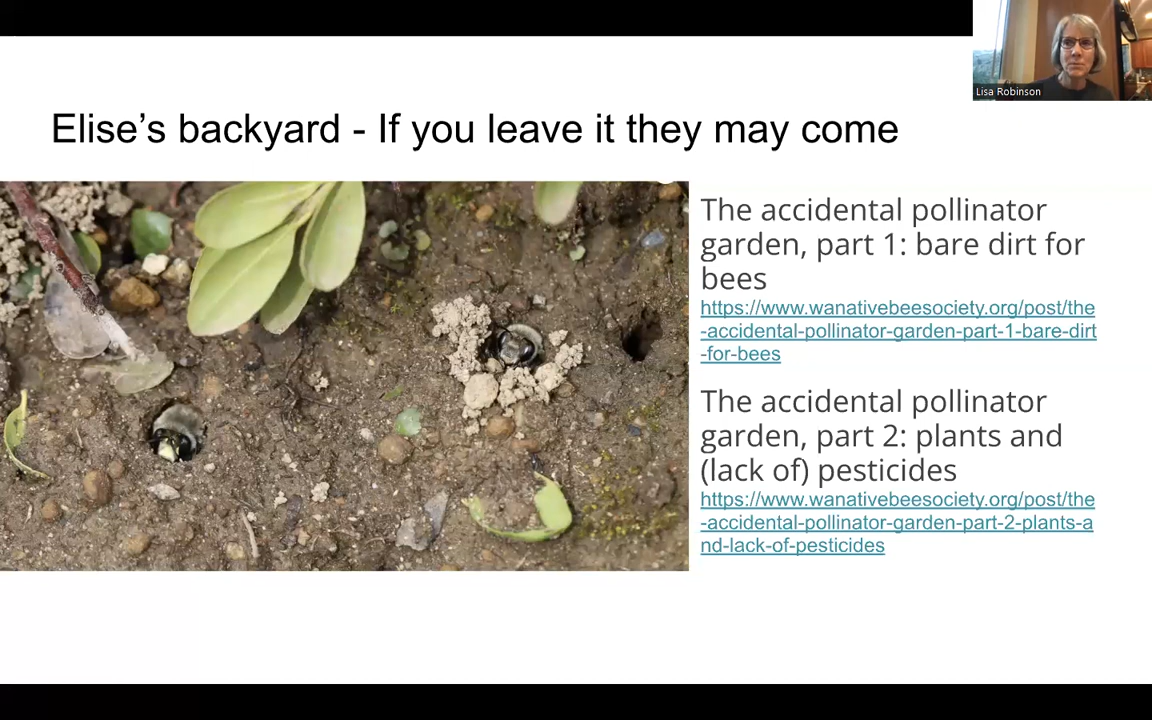 Lisa Robinson
Elise’s backyard - If you leave it they may come
The accidental pollinator
garden, part 1: bare dirt for
bees
https://www.wanativebeesociety.org/post/the
-accidental-pollinator-garden-part-1-bare-dirt
-for-bees
The accidental pollinator
garden, part 2: plants and
(lack of) pesticides
https://www.wanativebeesociety.org/post/the
-accidental-pollinator-garden-part-2-plants-a
nd-lack-of-pesticides